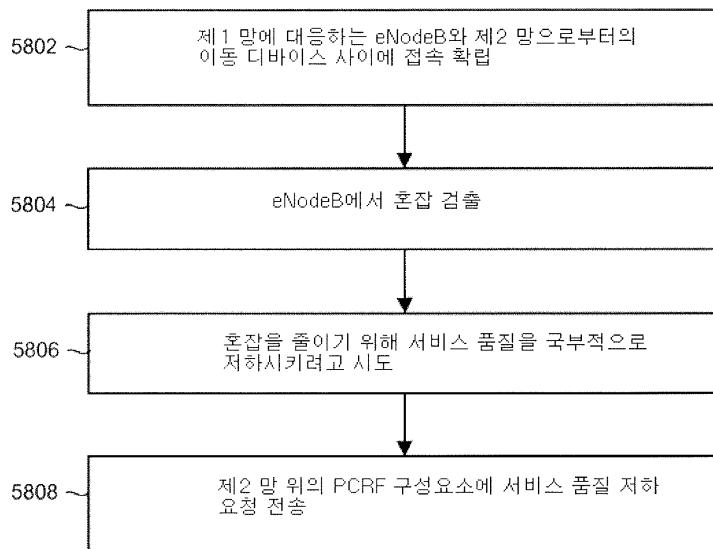 5802
제1 망에 대응하는 eNodeB와 제2 망으로부터의
이동 디바이스 사이에 접속 확립
5804
eNodeB에서 혼잡 검출
5806
혼잡을 줄이기 위해 서비스 품질을 국부적으로
저하시키려고 시도
5808
제2 망 위의 PCRF 구성요소에 서비스 품질 저하
요청 전송